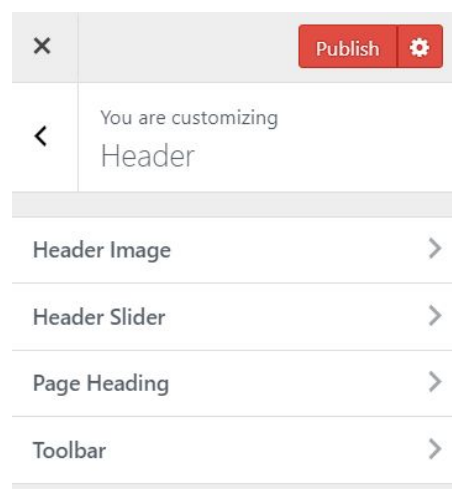 Publish
You are customizing
Header
Header Image
Header Slider
Page Heading
Toolbar